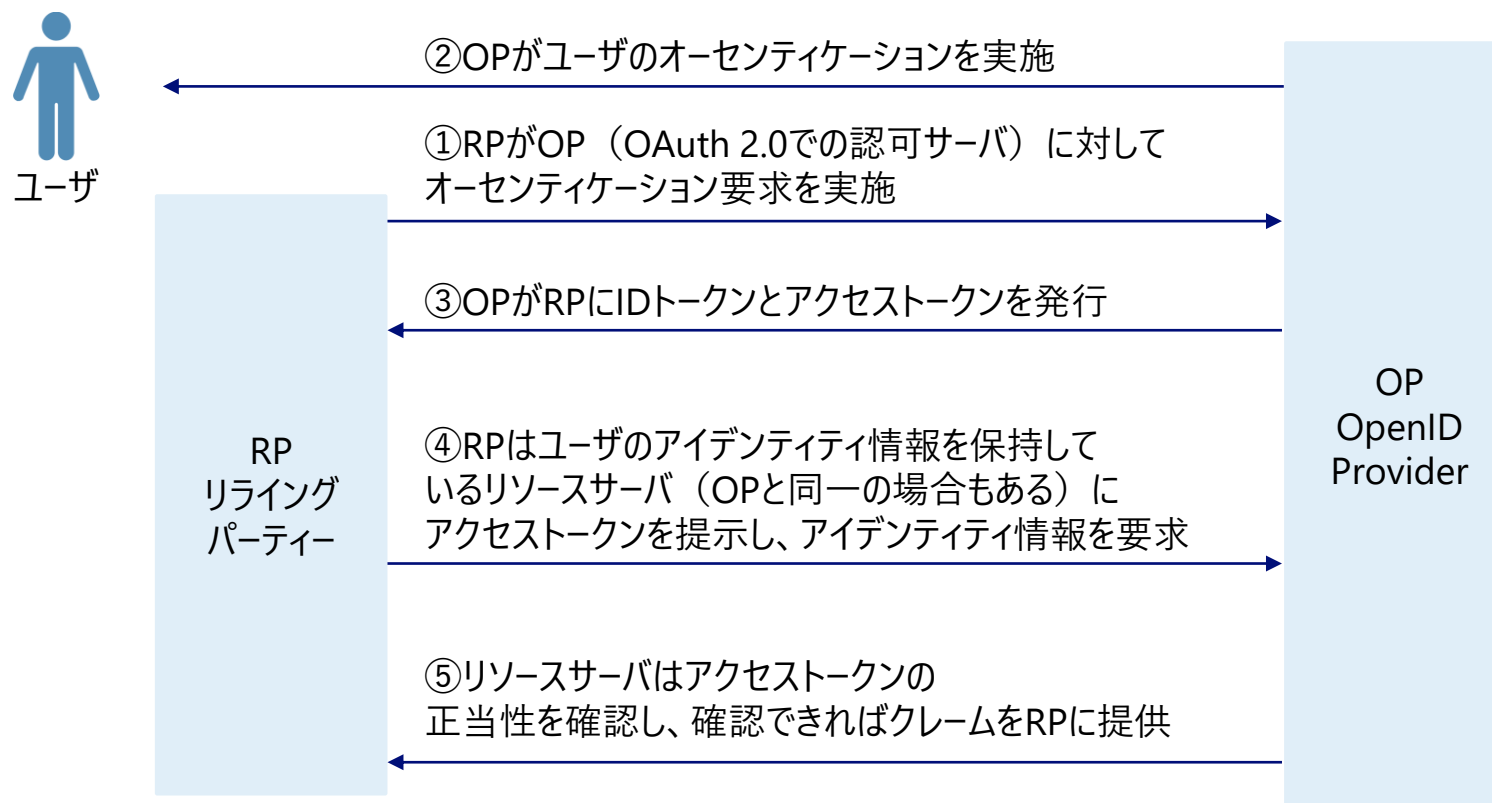 ②OPがユーザのオーセンティケーションを実施
ユーザ
①RPがOP（OAuth 2.0での認可サーバ）に対して
オーセンティケーション要求を実施
③OPがRPにIDトークンとアクセストークンを発行
RP
リライング
パーティー
④RPはユーザのアイデンティティ情報を保持して
いるリソースサーバ（OPと同一の場合もある）に
アクセストークンを提示し、アイデンティティ情報を要求
⑤リソースサーバはアクセストークンの
正当性を確認し、確認できればクレームをRPに提供
OP
OpenID
Provider